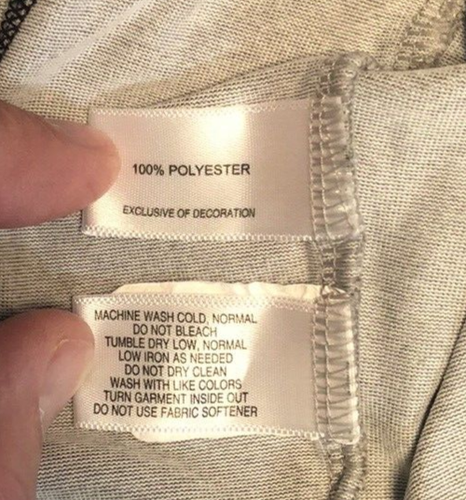 100% POLYESTER
EXCLUSIVE OF DECORATION
MACHINE WASH COLD, NORMAL
DO NOT BLEACH
TUMBLE DRY LOW, NORMAL
LOW IRON AS NEEDED
DO NOT DRY CLEAN
WASH WITH LIKE COLORS
TURN GARMENT INSIDE OUT
DO NOT USE FABRIC SOFTENER